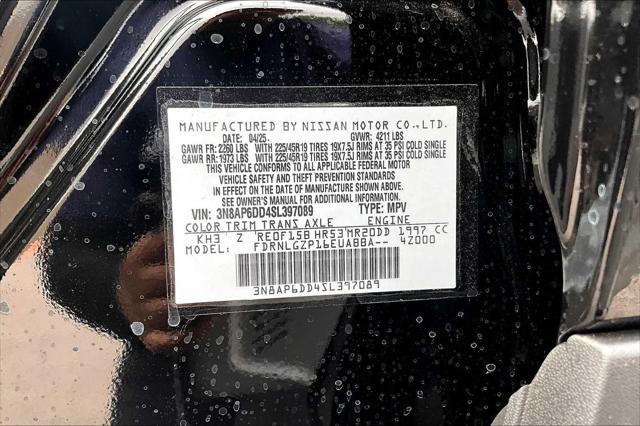 MANUFACTURED BY NISSAN MOTOR CO.,LTD.
DATE: 04/25 GVWR: 4211 LBS
GAWR FR: 2260 LBS WITH 225/45R19 TIRES 19X7.5J RIMS AT 35 PSI COLD SINGLE
GAWR RR: 1973 LBS WITH 225/45R19 TIRES 19X7.5J RIMS AT 35 PSI COLD SINGLE
THIS VEHICLE CONFORMS TO ALL APPLICABLE FEDERAL MOTOR
VEHICLE SAFETY AND THEFT PREVENTION STANDARDS
IN EFFECT ON THE DATE OF MANUFACTURE SHOWN ABOVE.
SEE OWNER'S MANUAL FOR ADDITIONAL INFORMATION.
VIN: 3N8AP6DD4SL397089 TYPE: MPV
COLOR TRIM TRANS AXLE ENGINE
KH3 Z RE0F15B HR53 MR20DD 1997 CC
MODEL: FDRNLGZP16EUA8BA-- 4Z000
3N8AP6DD4SL397089